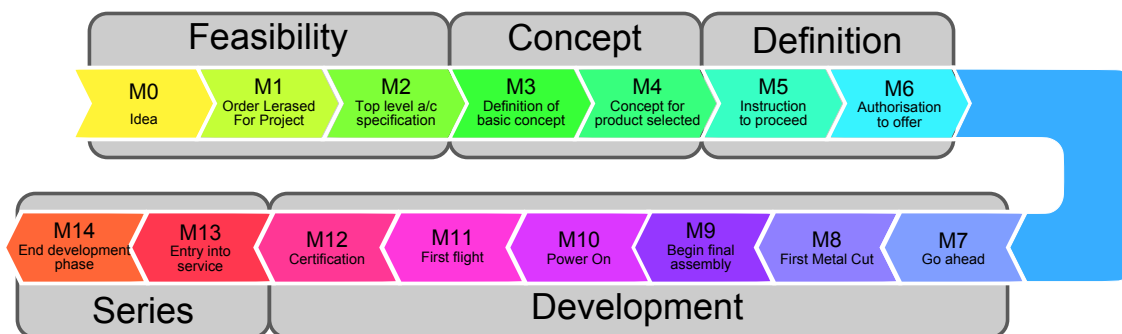 Feasibility
Concept
Definition
M0
Idea
M1
Order Lerased
For Project
M2
Top level a/c
specification
M3
Definition of
basic concept
M4
Concept for
product selected
M5
Instruction
to proceed
M6
Authorisation
to offer
M14
End development
phase
M13
Entry into
service
M12
Certification
M11
First flight
M10
Power On
M9
Begin final
assembly
M8
First Metal Cut
M7
Go ahead
Series
Development